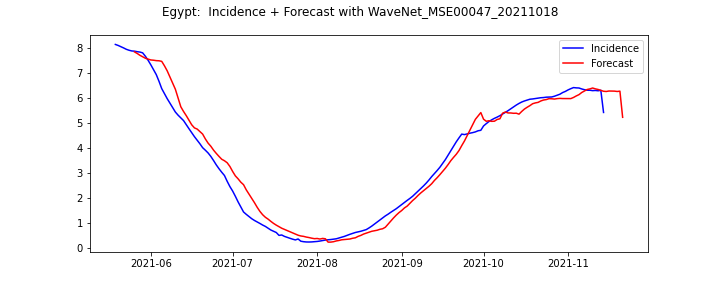 Egypt:  Incidence + Forecast with WaveNet_MSE00047_20211018
Incidence
Forecast
8
7
6
5
4
3
2
1
0
2021-06 2021-07 2021-08 2021-09 2021-10 2021-11